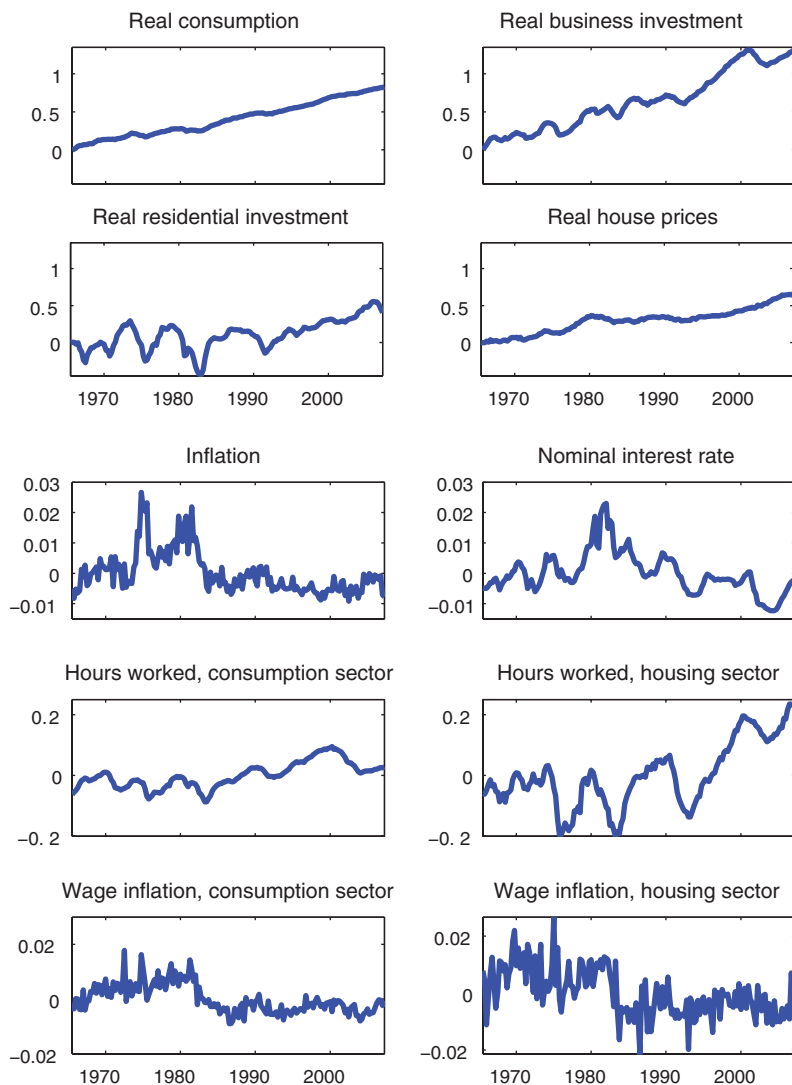 Real consumption
1
0.5
0
Real business investment
1
0.5
0
Real residential investment
1
0.5
0
1970 1980 1990 2000
Real house prices
1
0.5
0
1970 1980 1990 2000
Inflation
0.03
0.02
0.01
0
−0.01
Nominal interest rate
0.03
0.02
0.01
0
−0.01
Hours worked, consumption sector
0.2
0
−0. 2
Hours worked, housing sector
0.2
0
−0. 2
Wage inflation, consumption sector
0.02
0
−0.02
1970 1980 1990 2000
Wage inflation, housing sector
0.02
0
−0.02
1970 1980 1990 2000